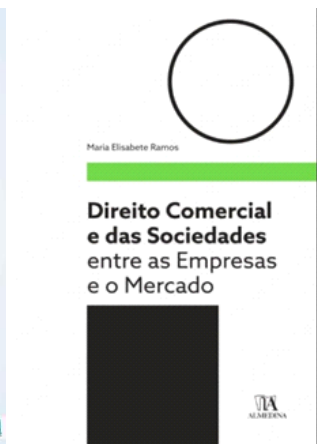 Maria Elisabete Ramos
Direito Comercial
e das Sociedades
entre as Empresas
e o Mercado
ALMEDINA